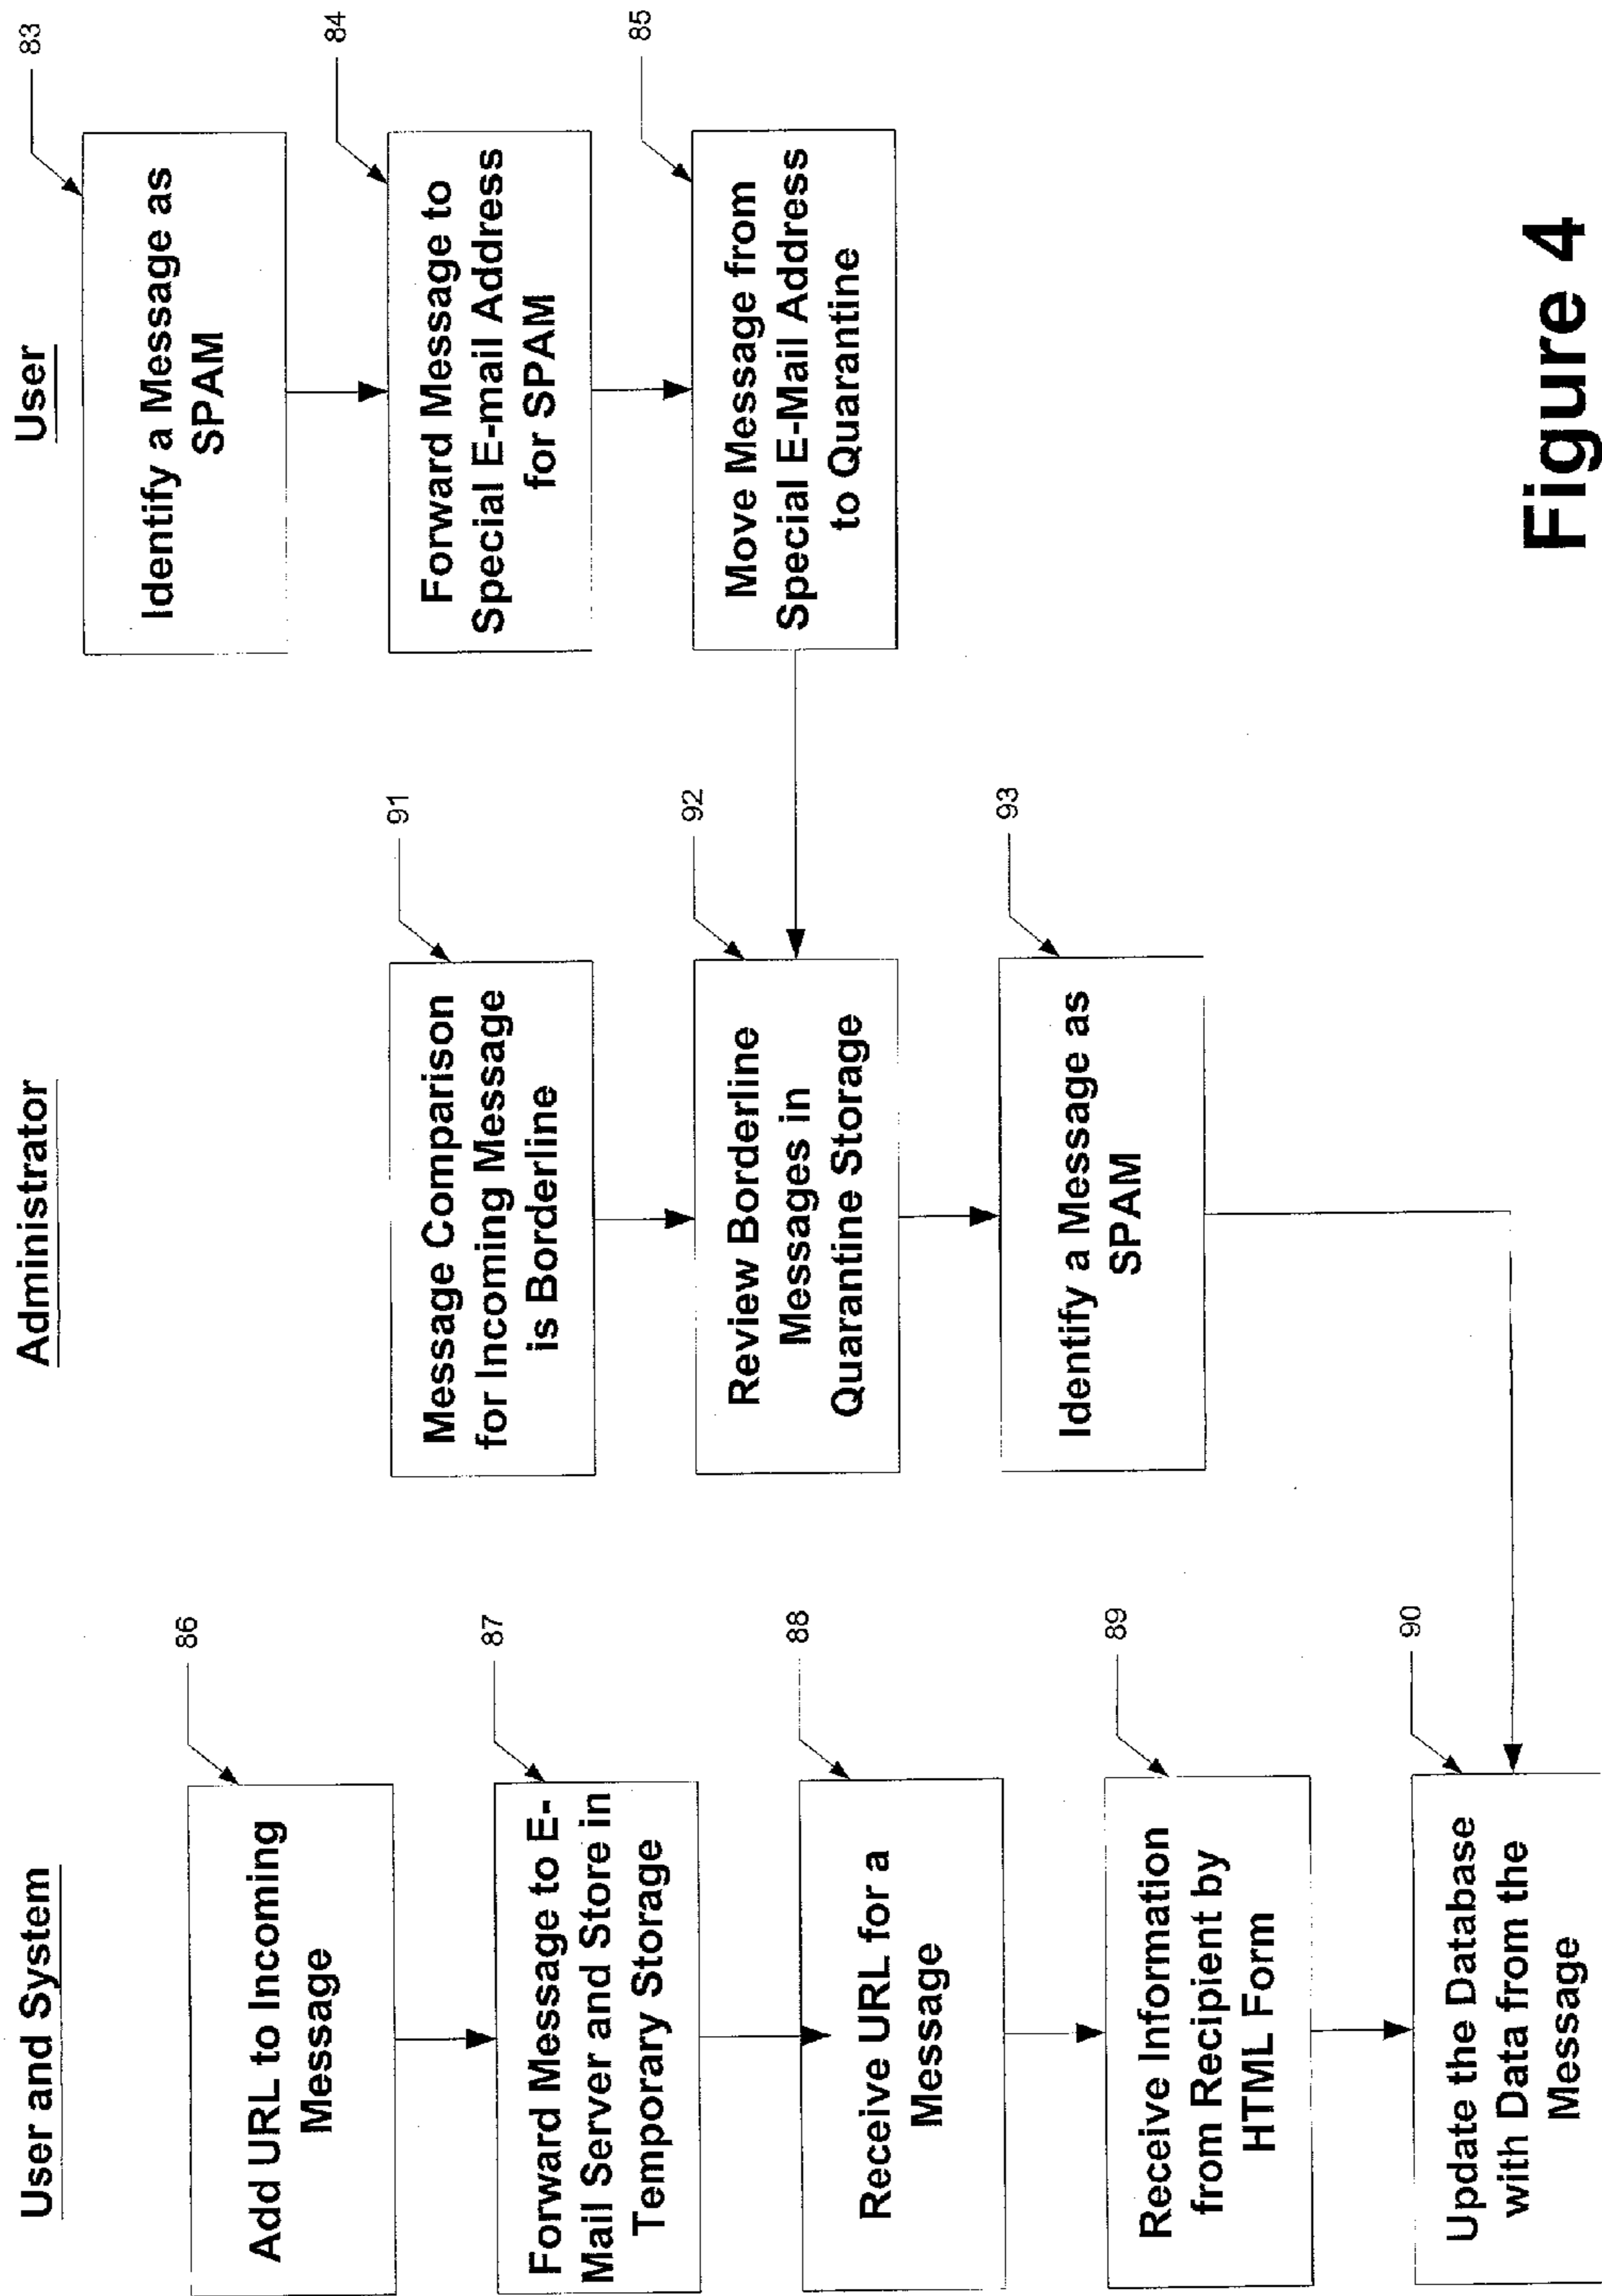 User and System
86
Add URL to Incoming
Message
87
Forward Message to E-
Mail Server and Store in
Temporary Storage
88
Receive URL for a
Message
89
Receive Information
from Recipient by
HTML Form
90
Update the Database
with Data from the
Message
Administrator
91
Message Comparison
for Incoming Message
is Borderline
92
Review Borderline
Messages in
Quarantine Storage
93
Identify a Message as
SPAM
User
83
Identify a Message as
SPAM
84
Forward Message to
Special E-mail Address
for SPAM
85
Move Message from
Special E-Mail Address
to Quarantine
Figure 4